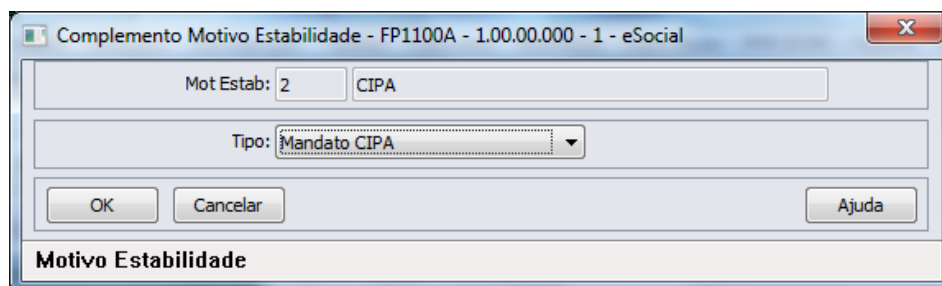 Complemento Motivo Estabilidade - FP1100A - 1.00.00.000 - 1 - eSocial
Mot Estab: 2 CIPA
Tipo: Mandato CIPA
OK Cancelar Ajuda
Motivo Estabilidade